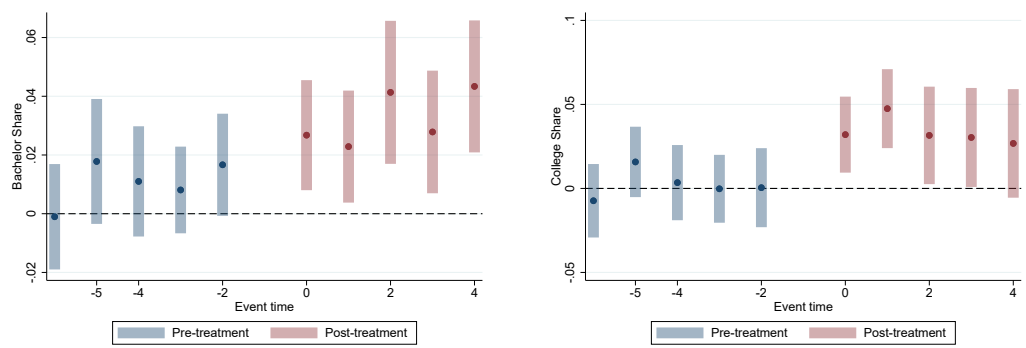 Bachelor Share
.06
.04
.02
0
-.02
-5 -4 -2 0 2 4
Event time
Pre-treatment Post-treatment
College Share
.1
.05
0
-.05
-5 -4 -2 0 2 4
Event time
Pre-treatment Post-treatment